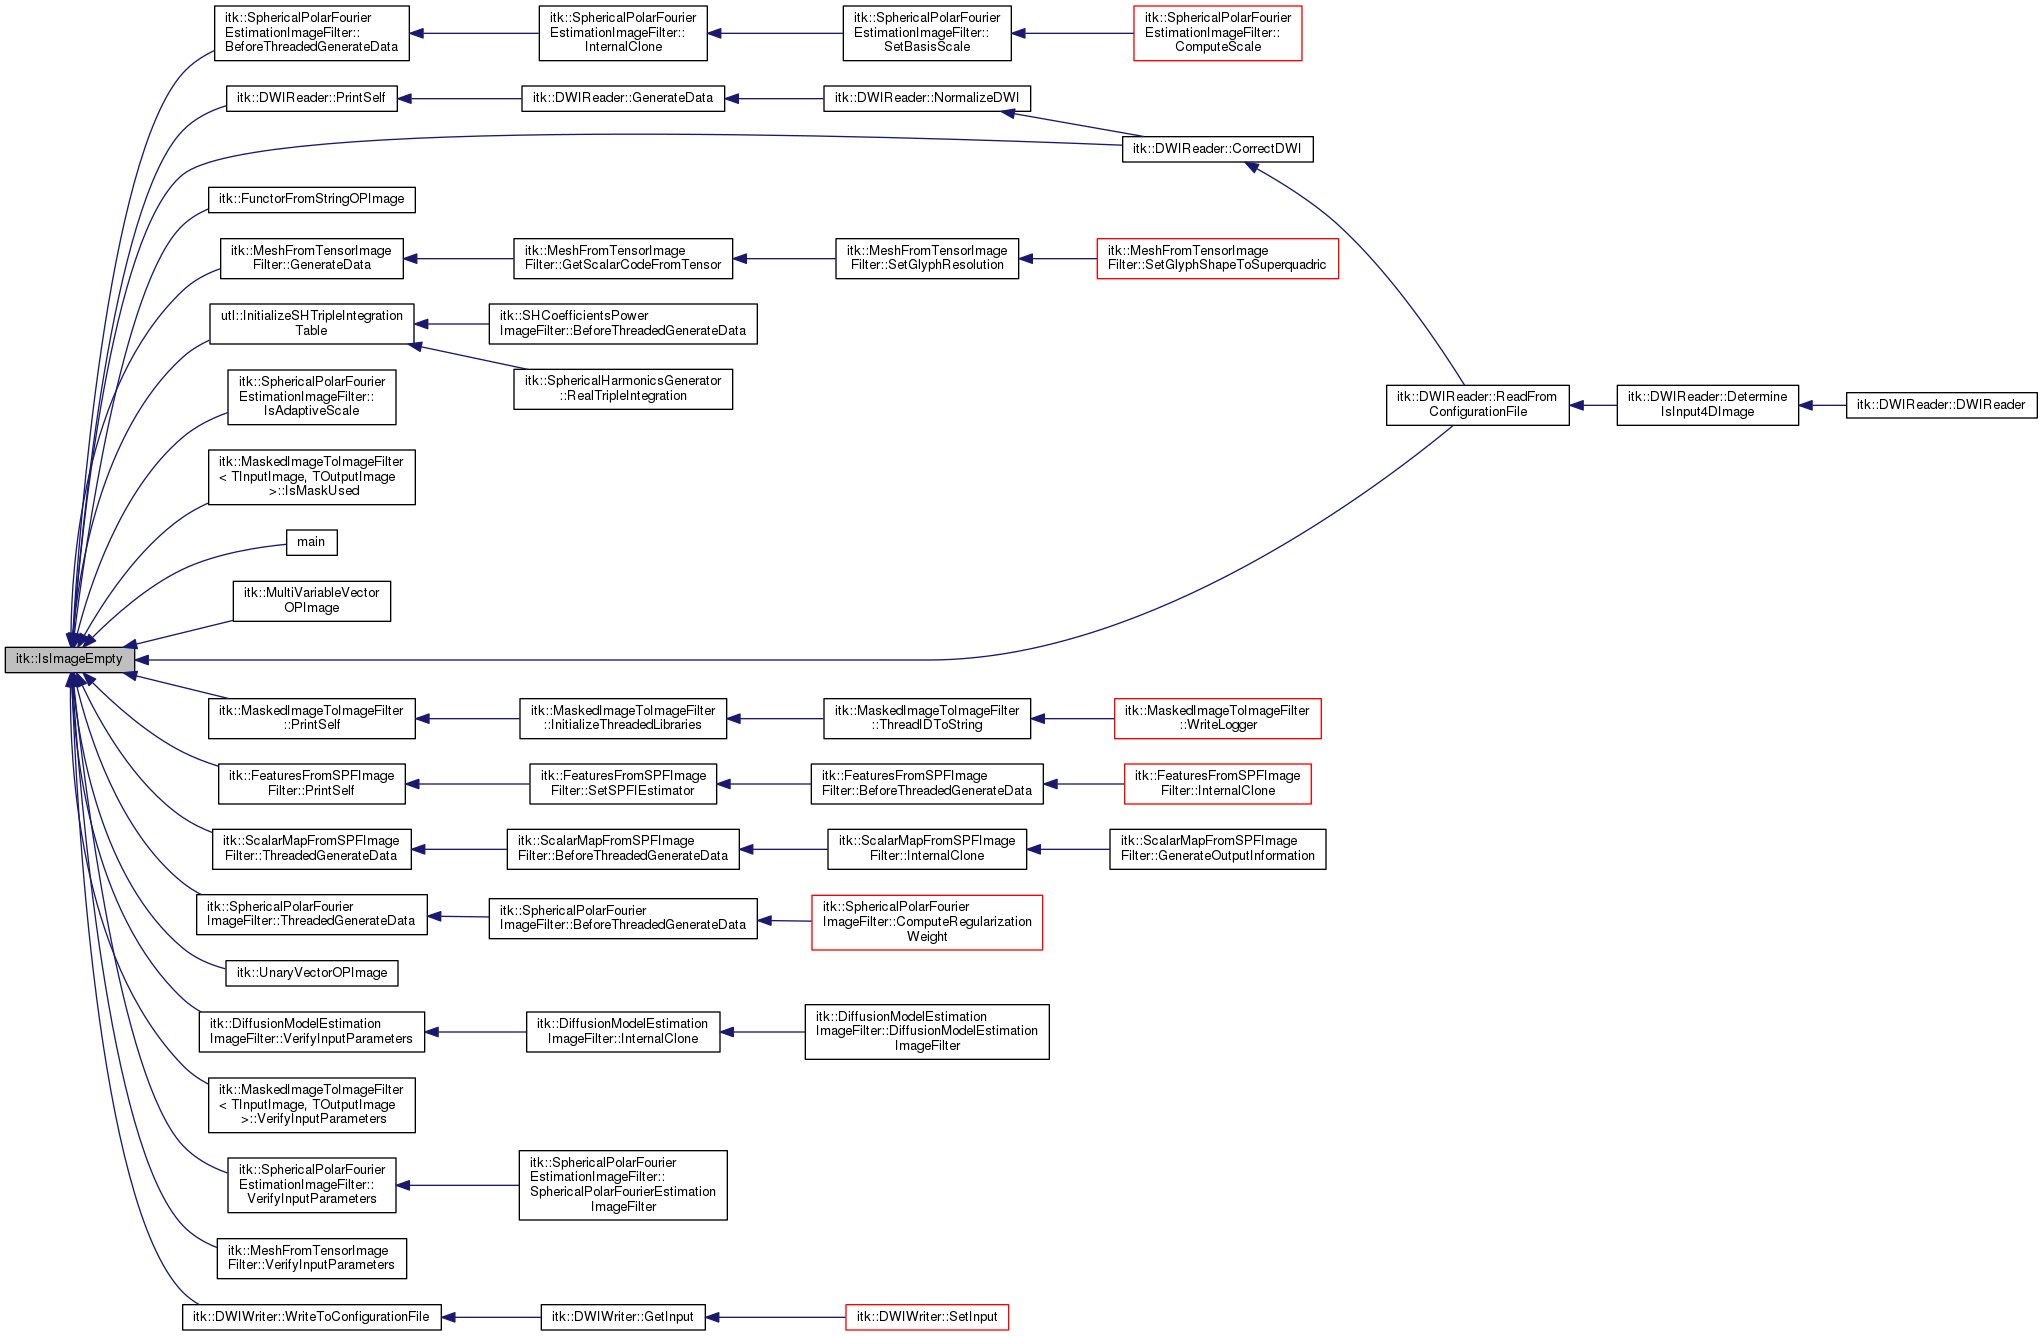 itk::SphericalPolarFourier
EstimationImageFilter::
BeforeThreadedGenerateData
itk::SphericalPolarFourier
EstimationImageFilter::
InternalClone
itk::SphericalPolarFourier
EstimationImageFilter::
SetBasisScale
itk::SphericalPolarFourier
EstimationImageFilter::
ComputeScale
itk::DWIReader::PrintSelf
itk::DWIReader::GenerateData
itk::DWIReader::NormalizeDWI
itk::DWIReader::CorrectDWI
itk::FunctorFromStringOPImage
itk::MeshFromTensorImage
Filter::GenerateData
itk::MeshFromTensorImage
Filter::GetScalarCodeFromTensor
itk::MeshFromTensorImage
Filter::SetGlyphResolution
itk::MeshFromTensorImage
Filter::SetGlyphShapeToSuperquadric
utl::InitializeSHTripleIntegration
Table
itk::SHCoefficientsPower
ImageFilter::BeforeThreadedGenerateData
itk::SphericalPolarFourier
EstimationImageFilter::
IsAdaptiveScale
itk::SphericalHarmonicsGenerator
::RealTripleIntegration
itk::DWIReader::ReadFrom
ConfigurationFile
itk::DWIReader::Determine
IsInput4DImage
itk::DWIReader::DWIReader
itk::MaskedImageToImageFilter
< TInputImage, TOutputImage
>::IsMaskUsed
main
itk::MultiVariableVector
OPImage
itk::IsImageEmpty
itk::MaskedImageToImageFilter
::PrintSelf
itk::MaskedImageToImageFilter
::InitializeThreadedLibraries
itk::MaskedImageToImageFilter
::ThreadIDToString
itk::MaskedImageToImageFilter
::WriteLogger
itk::FeaturesFromSPFImage
Filter::PrintSelf
itk::FeaturesFromSPFImage
Filter::SetSPFIEstimator
itk::FeaturesFromSPFImage
Filter::BeforeThreadedGenerateData
itk::FeaturesFromSPFImage
Filter::InternalClone
itk::ScalarMapFromSPFImage
Filter::ThreadedGenerateData
itk::ScalarMapFromSPFImage
Filter::BeforeThreadedGenerateData
itk::ScalarMapFromSPFImage
Filter::InternalClone
itk::ScalarMapFromSPFImage
Filter::GenerateOutputInformation
itk::SphericalPolarFourier
ImageFilter::ThreadedGenerateData
itk::SphericalPolarFourier
ImageFilter::BeforeThreadedGenerateData
itk::SphericalPolarFourier
ImageFilter::ComputeRegularization
Weight
itk::UnaryVectorOPImage
itk::DiffusionModelEstimation
ImageFilter::VerifyInputParameters
itk::DiffusionModelEstimation
ImageFilter::InternalClone
itk::DiffusionModelEstimation
ImageFilter::DiffusionModelEstimation
ImageFilter
itk::MaskedImageToImageFilter
< TInputImage, TOutputImage
>::VerifyInputParameters
itk::SphericalPolarFourier
EstimationImageFilter::
VerifyInputParameters
itk::SphericalPolarFourier
EstimationImageFilter::
SphericalPolarFourierEstimation
ImageFilter
itk::MeshFromTensorImage
Filter::VerifyInputParameters
itk::DWIWriter::WriteToConfigurationFile
itk::DWIWriter::GetInput
itk::DWIWriter::SetInput